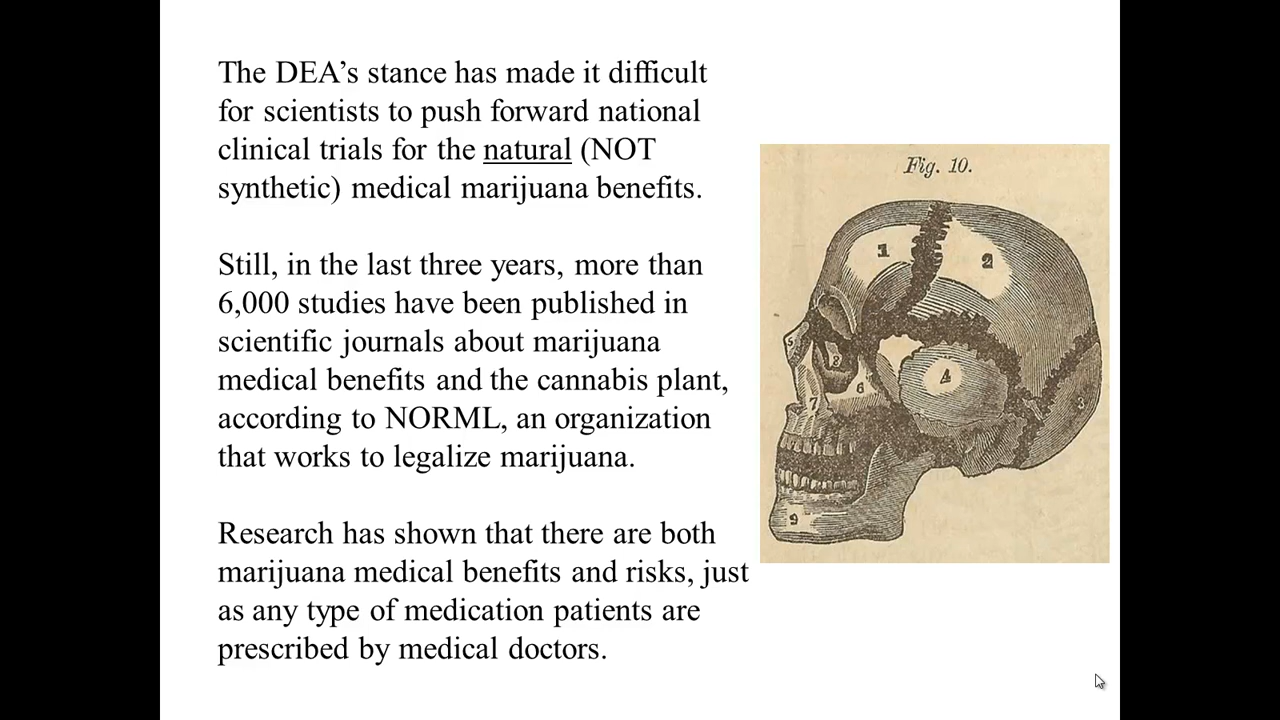 The DEA’s stance has made it difficult
for scientists to push forward national
clinical trials for the natural (NOT
synthetic) medical marijuana benefits.
Still, in the last three years, more than
6,000 studies have been published in
scientific journals about marijuana
medical benefits and the cannabis plant,
according to NORML, an organization
that works to legalize marijuana.
Research has shown that there are both
marijuana medical benefits and risks, just
as any type of medication patients are
prescribed by medical doctors.
Fig. 10.
1
2
5
8
6
4
3
7
9